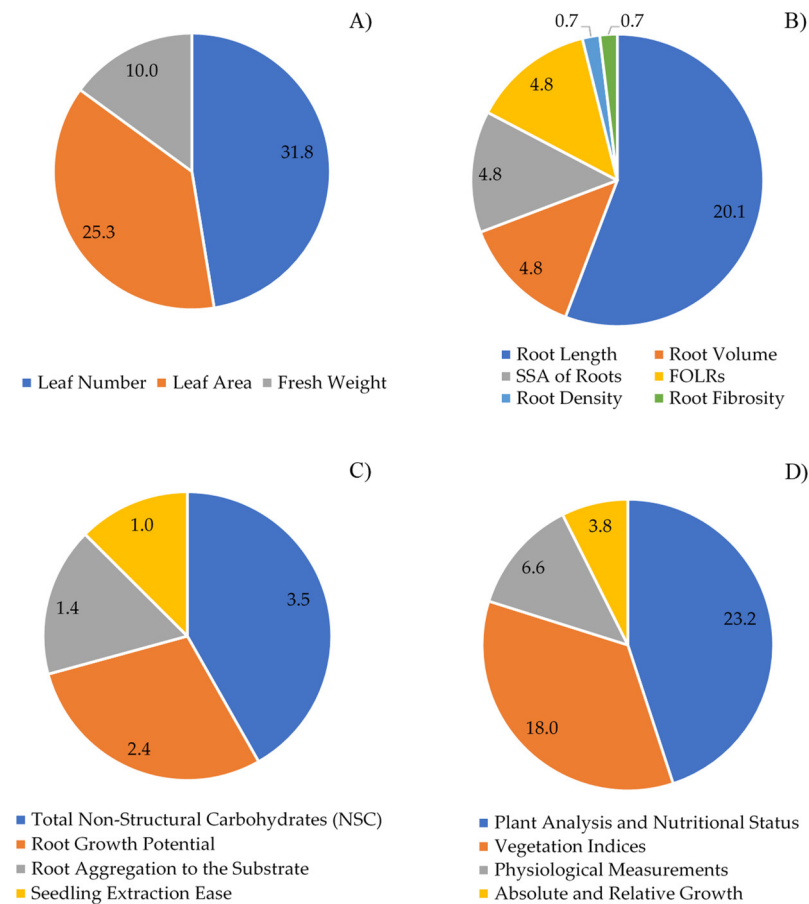 A)
10.0
31.8
25.3
Leaf Number Leaf Area Fresh Weight
B)
0.7 0.7
4.8
4.8
20.1
4.8
Root Length Root Volume
SSA of Roots FOLRs
Root Density Root Fibrosity
C)
1.0
3.5
1.4
2.4
Total Non-Structural Carbohydrates (NSC)
Root Growth Potential
Root Aggregation to the Substrate
Seedling Extraction Ease
D)
3.8
6.6
23.2
18.0
Plant Analysis and Nutritional Status
Vegetation Indices
Physiological Measurements
Absolute and Relative Growth